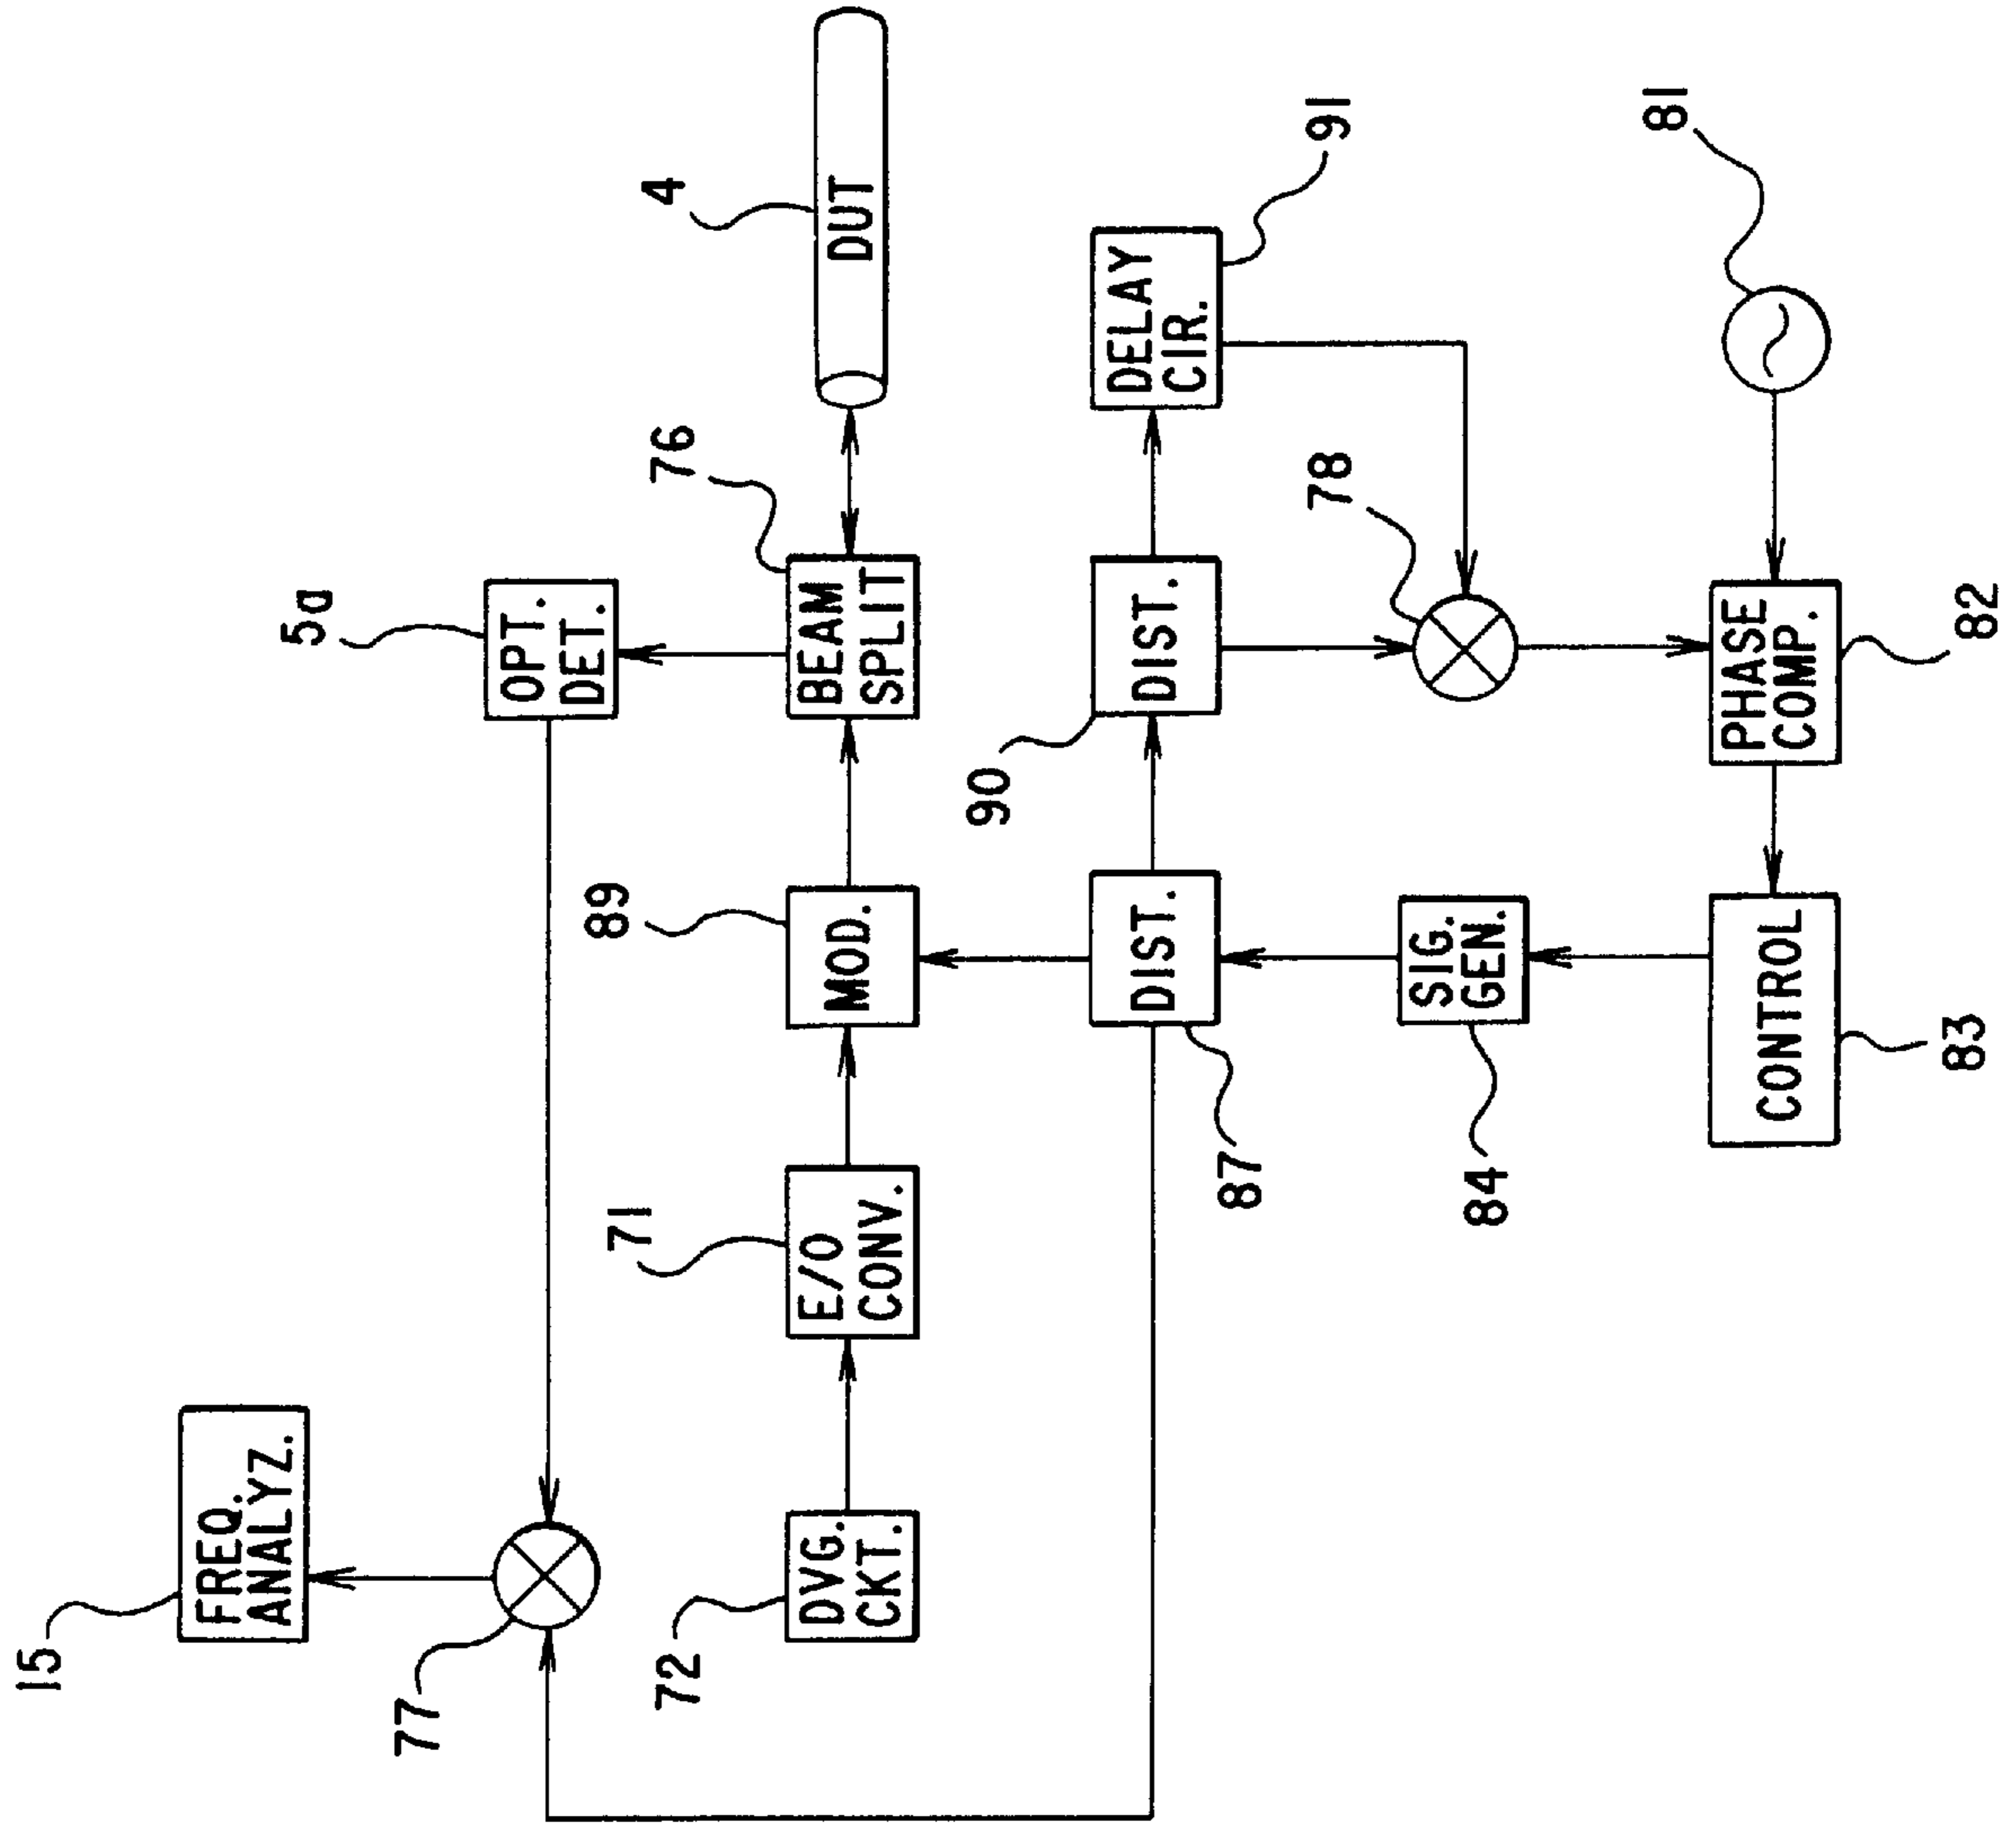 15
FREQ.
ANALYZ.
5a
77
OPT.
DET.
71
89
72
76
4
DVG.
CKT.
E/O
CONV.
MOD.
BEAM
SPLIT
DUT
90
DIST.
DIST.
DELAY
CIR.
87
78
91
SIG.
GEN.
84
81
CONTROL
PHASE
COMP.
83
82